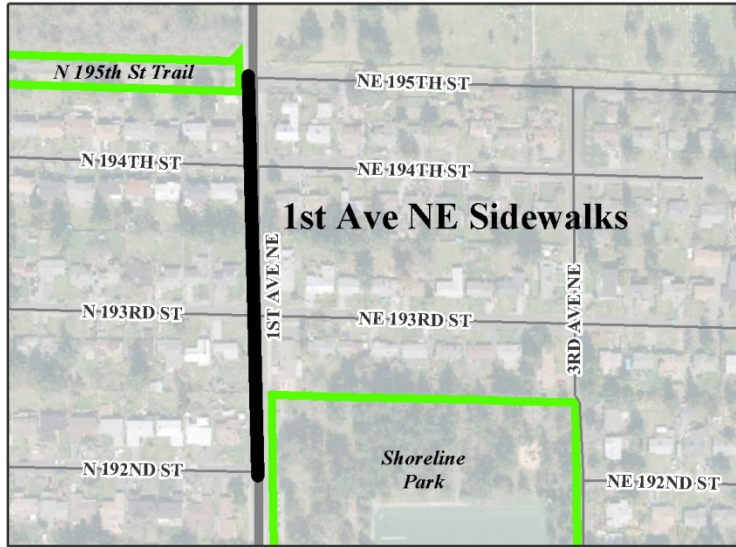 N 195th St Trail
NE 195TH ST
N 194TH ST
NE 194TH ST
1st Ave NE Sidewalks
1ST AVE NE
3RD AVE NE
N 193RD ST
NE 193RD ST
Shoreline
Park
N 192ND ST
NE 192ND ST